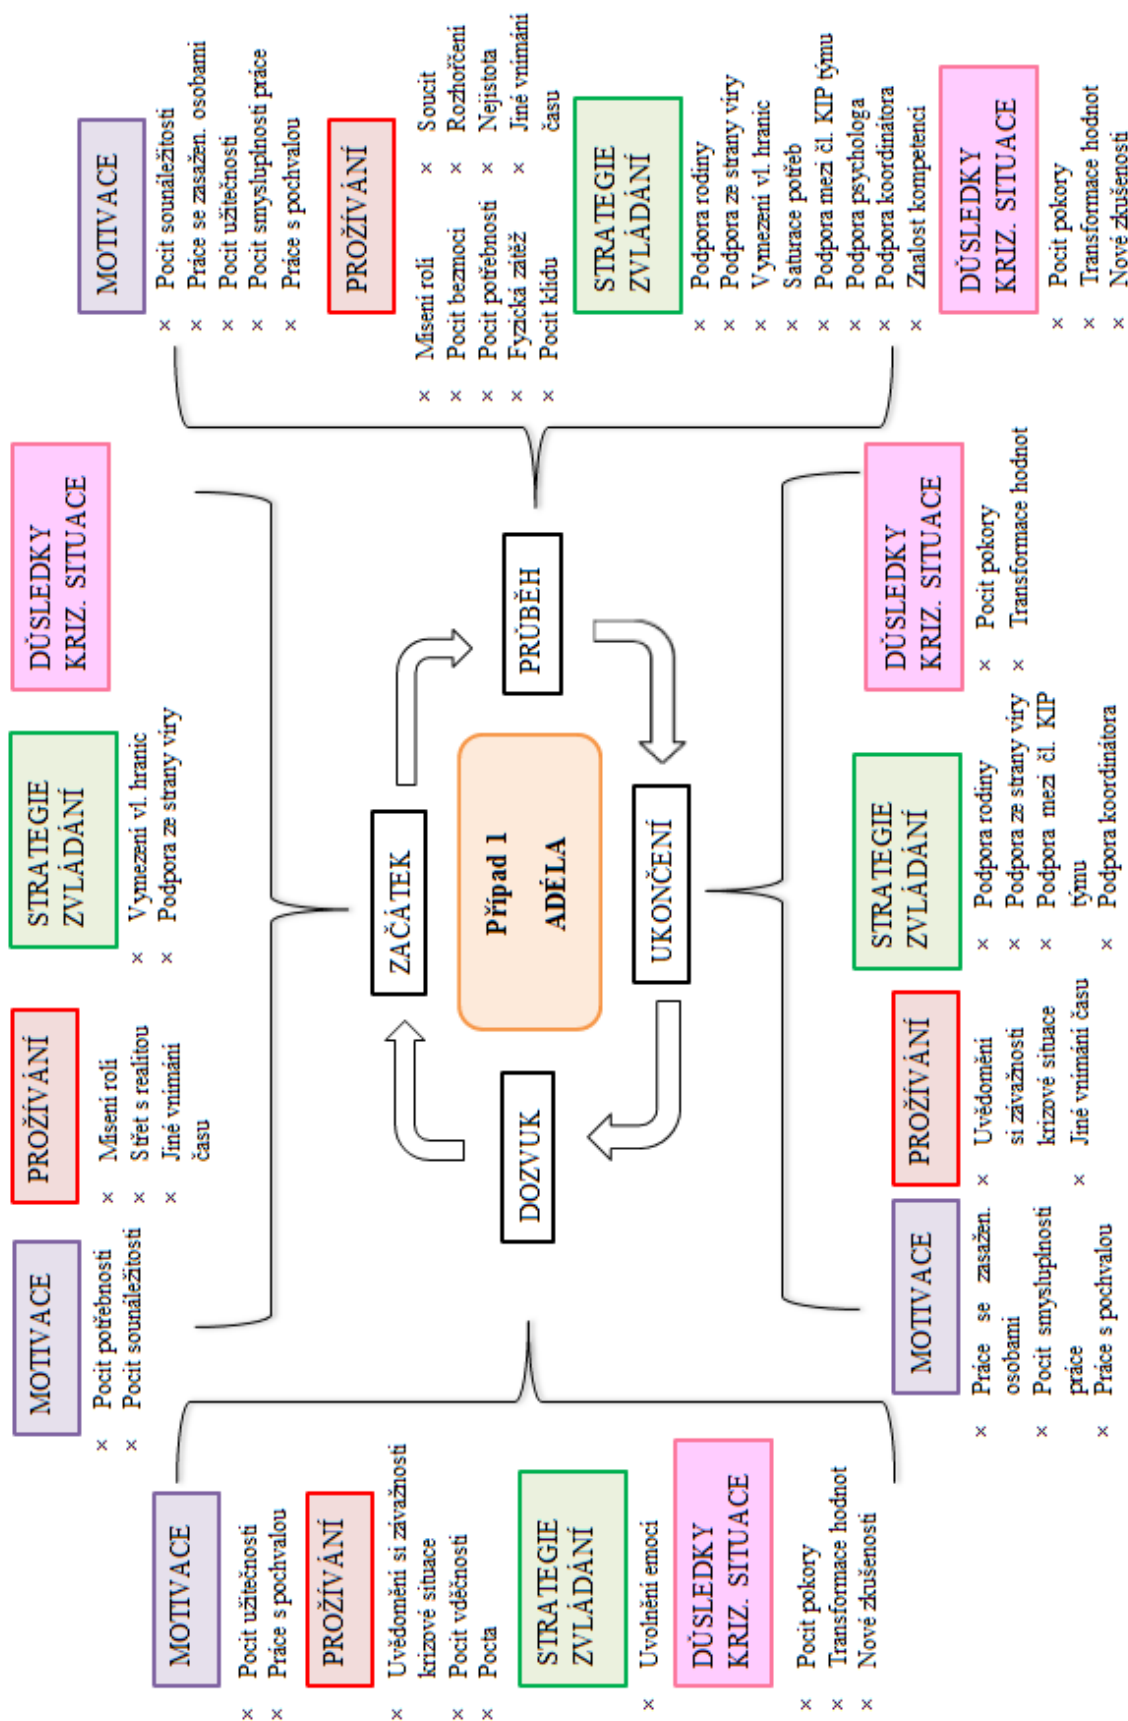 MOTIVACE
× Pocit potřebnosti
× Pocit sounáležitosti
PROŽÍVÁNÍ
× Mísení rolí
× Střet s realitou
× Jiné vnímání
času
STRATEGIE
ZVLÁDÁNÍ
× Vymezení vl. hranic
× Podpora ze strany víry
DŮSLEDKY
KRIZ. SITUACE
MOTIVACE
× Pocit sounáležitosti
× Práce se zasažen. osobami
× Pocit užitečnosti
× Pocit smysluplnosti práce
× Práce s pochvalou
PROŽÍVÁNÍ
× Mísení rolí
× Pocit bezmoci
× Pocit potřebnosti
× Fyzická zátěž
× Pocit klidu
× Soucit
× Rozhořčení
× Nejistota
× Jiné vnímání
času
STRATEGIE
ZVLÁDÁNÍ
× Podpora rodiny
× Podpora ze strany víry
× Vymezení vl. hranic
× Saturace potřeb
× Podpora mezi čl. KIP týmu
× Podpora psychologa
× Podpora koordinátora
× Znalost kompetencí
DŮSLEDKY
KRIZ. SITUACE
× Pocit pokory
× Transformace hodnot
× Nové zkušenosti
ZAČÁTEK
PRŮBĚH
Případ 1
ADÉLA
UKONČENÍ
DOZVUK
MOTIVACE
× Pocit užitečnosti
× Práce s pochvalou
PROŽÍVÁNÍ
× Uvědomění si závažnosti
krizové situace
× Pocit vděčnosti
× Pocta
STRATEGIE
ZVLÁDÁNÍ
× Uvolnění emocí
DŮSLEDKY
KRIZ. SITUACE
× Pocit pokory
× Transformace hodnot
× Nové zkušenosti
MOTIVACE
× Práce se zasažen.
osobami
× Pocit smysluplnosti
práce
× Práce s pochvalou
PROŽÍVÁNÍ
× Uvědomění
si závažnosti
krizové situace
× Jiné vnímání času
STRATEGIE
ZVLÁDÁNÍ
× Podpora rodiny
× Podpora ze strany víry
× Podpora mezi čl. KIP
týmu
× Podpora koordinátora
DŮSLEDKY
KRIZ. SITUACE
× Pocit pokory
× Transformace hodnot